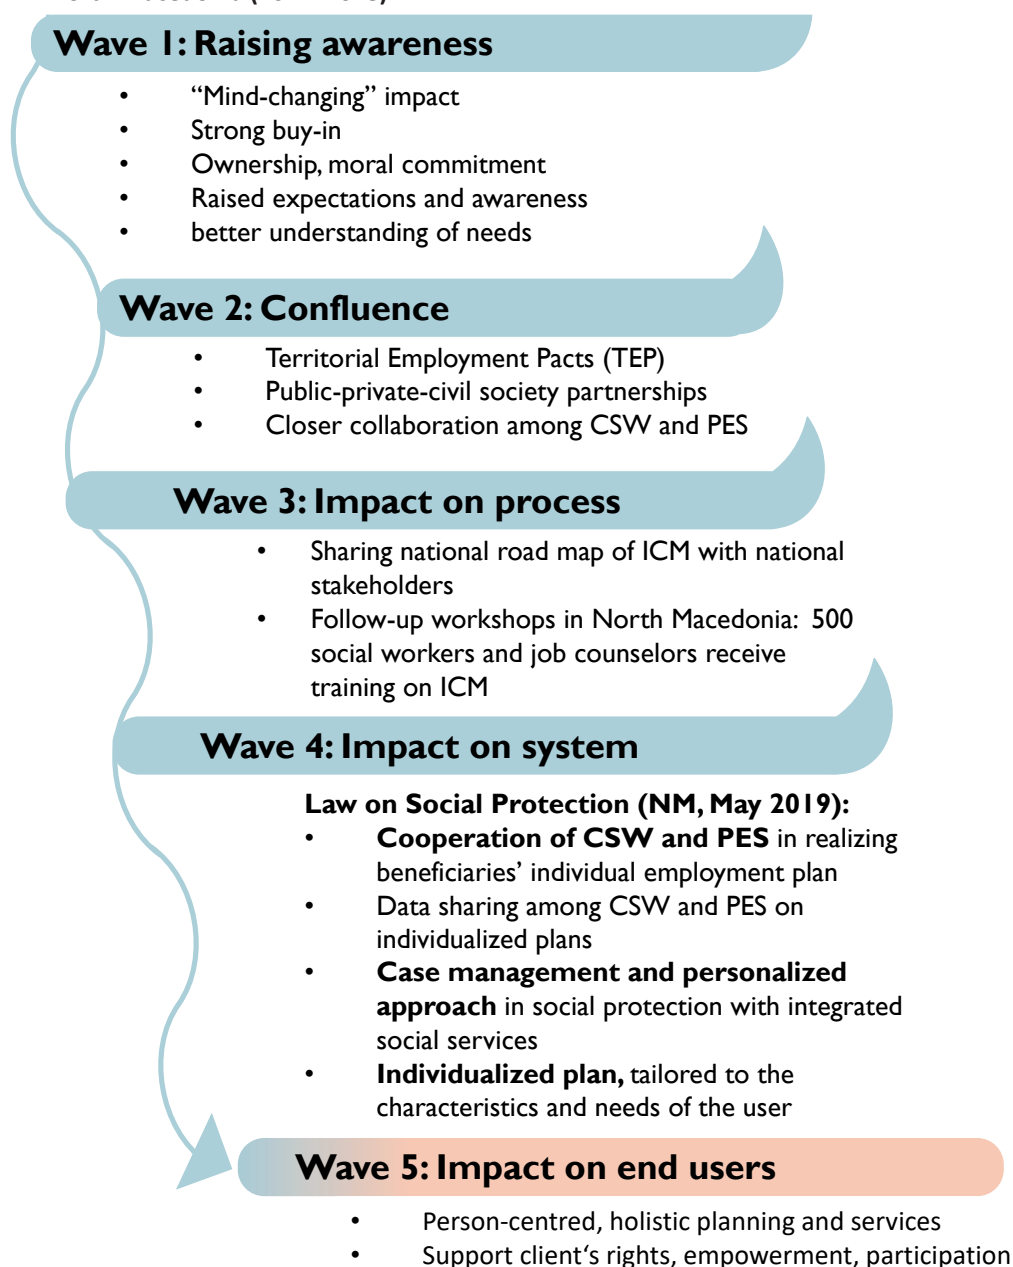 Wave 1: Raising awareness
• “Mind-changing” impact
• Strong buy-in
• Ownership, moral commitment
• Raised expectations and awareness
• better understanding of needs
Wave 2: Confluence
• Territorial Employment Pacts (TEP)
• Public-private-civil society partnerships
• Closer collaboration among CSW and PES
Wave 3: Impact on process
• Sharing national road map of ICM with national
stakeholders
• Follow-up workshops in North Macedonia: 500
social workers and job counselors receive
training on ICM
Wave 4: Impact on system
Law on Social Protection (NM, May 2019):
• Cooperation of CSW and PES in realizing
beneficiaries’ individual employment plan
• Data sharing among CSW and PES on
individualized plans
• Case management and personalized
approach in social protection with integrated
social services
• Individualized plan, tailored to the
characteristics and needs of the user
Wave 5: Impact on end users
• Person-centred, holistic planning and services
• Support client‘s rights, empowerment, participation